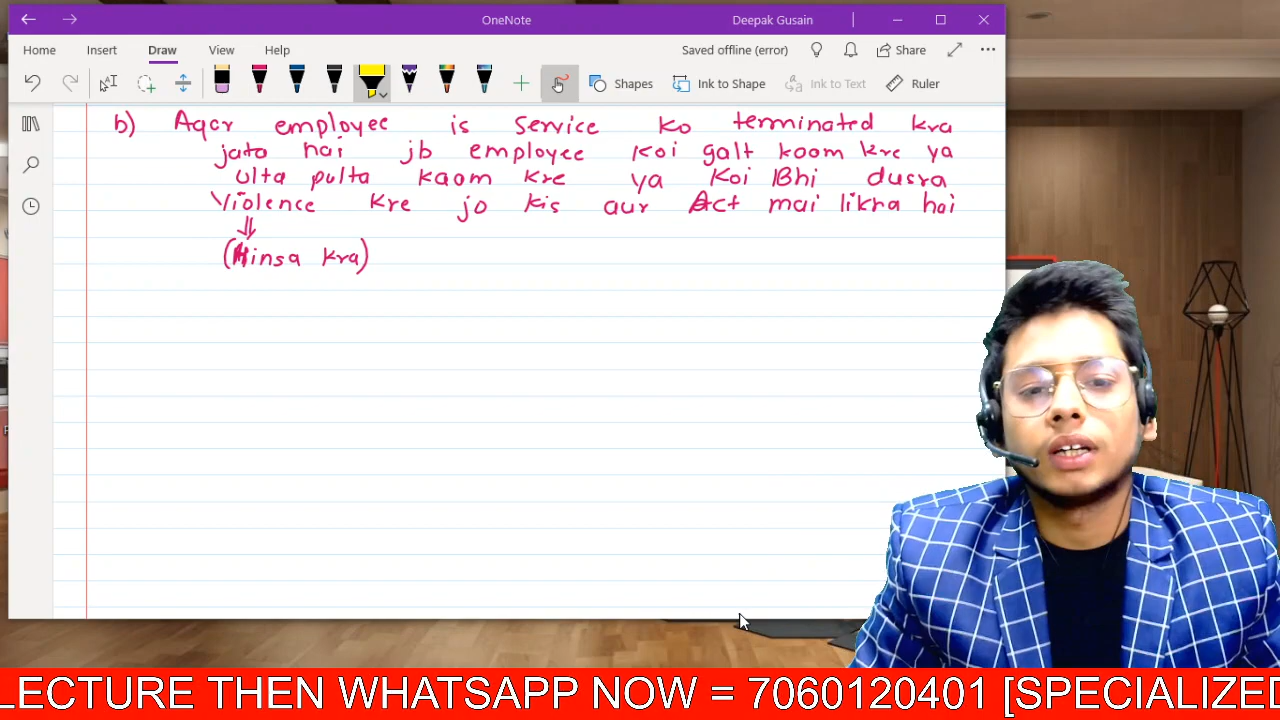 OneNote
Deepak Gusain
Home Insert Draw View Help
Saved offline (error)
Share
Shapes
Ink to Shape
Ink to Text
Ruler
b) Agar employee is Service ko terminated kra
jata hai jb employee koi galt kaam kre ya
ulta pulta kaam kre ya koi Bhi dusra
Violence kre jo kis aur Act mai likha hai
(Hinsa kra)
LECTURE THEN WHATSAPP NOW = 7060120401 [SPECIALIZED